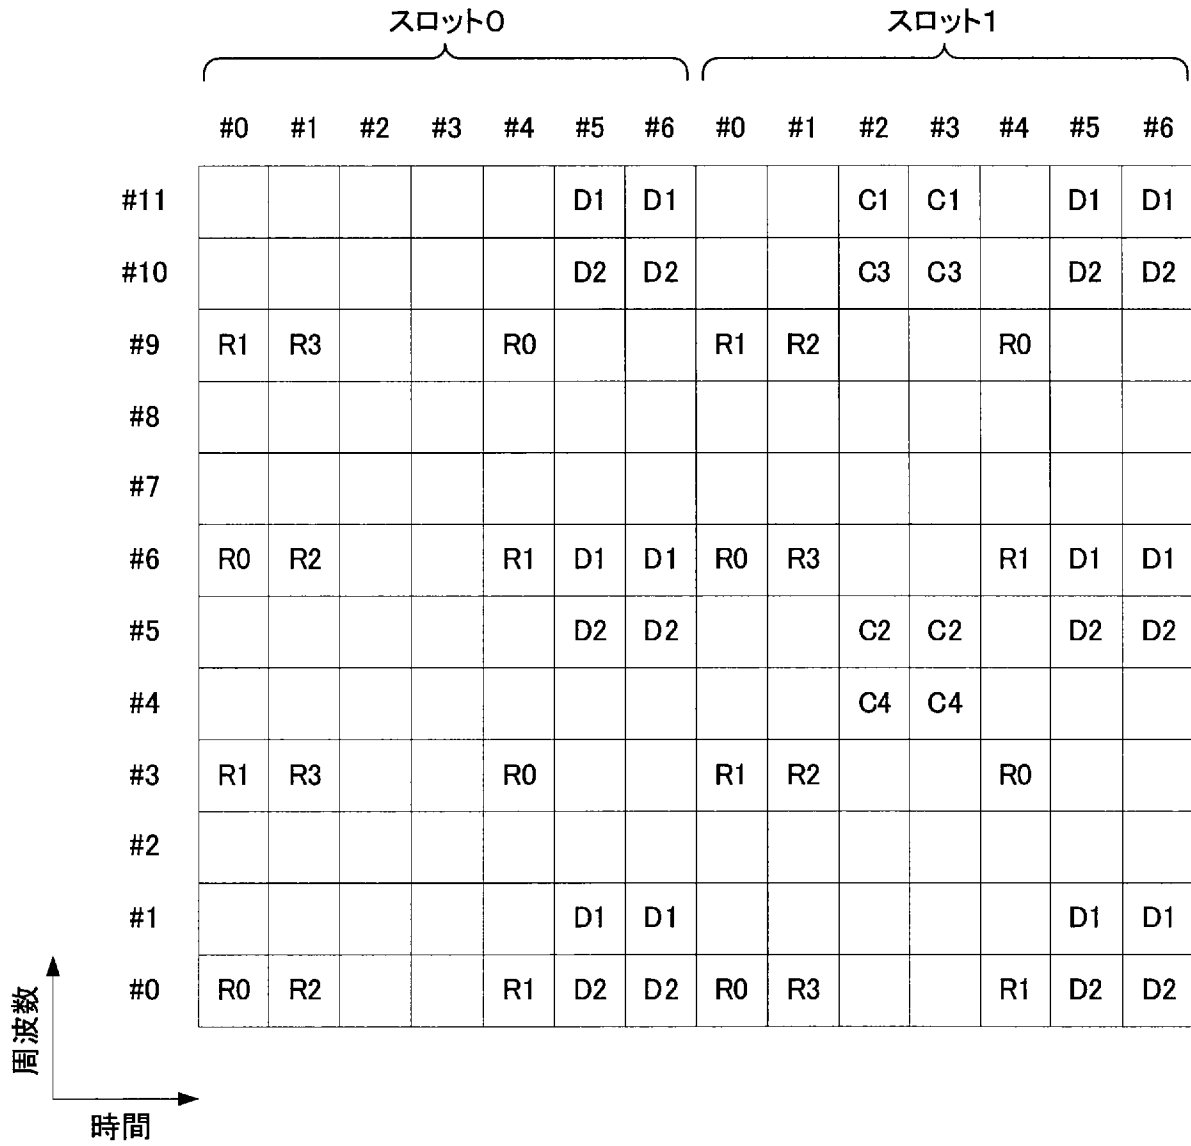 スロット0 スロット1
#0 #1 #2 #3 #4 #5 #6 #0 #1 #2 #3 #4 #5 #6
#11 D1 D1 C1 C1 D1 D1
#10 D2 D2 C3 C3 D2 D2
#9 R1 R3 R0 R1 R2 R0
#8
#7
#6 R0 R2 R1 D1 D1 R0 R3 R1 D1 D1
#5 D2 D2 C2 C2 D2 D2
#4 C4 C4
#3 R1 R3 R0 R1 R2 R0
#2
#1 D1 D1 D1 D1
#0 R0 R2 R1 D2 D2 R0 R3 R1 D2 D2
周波数
時間